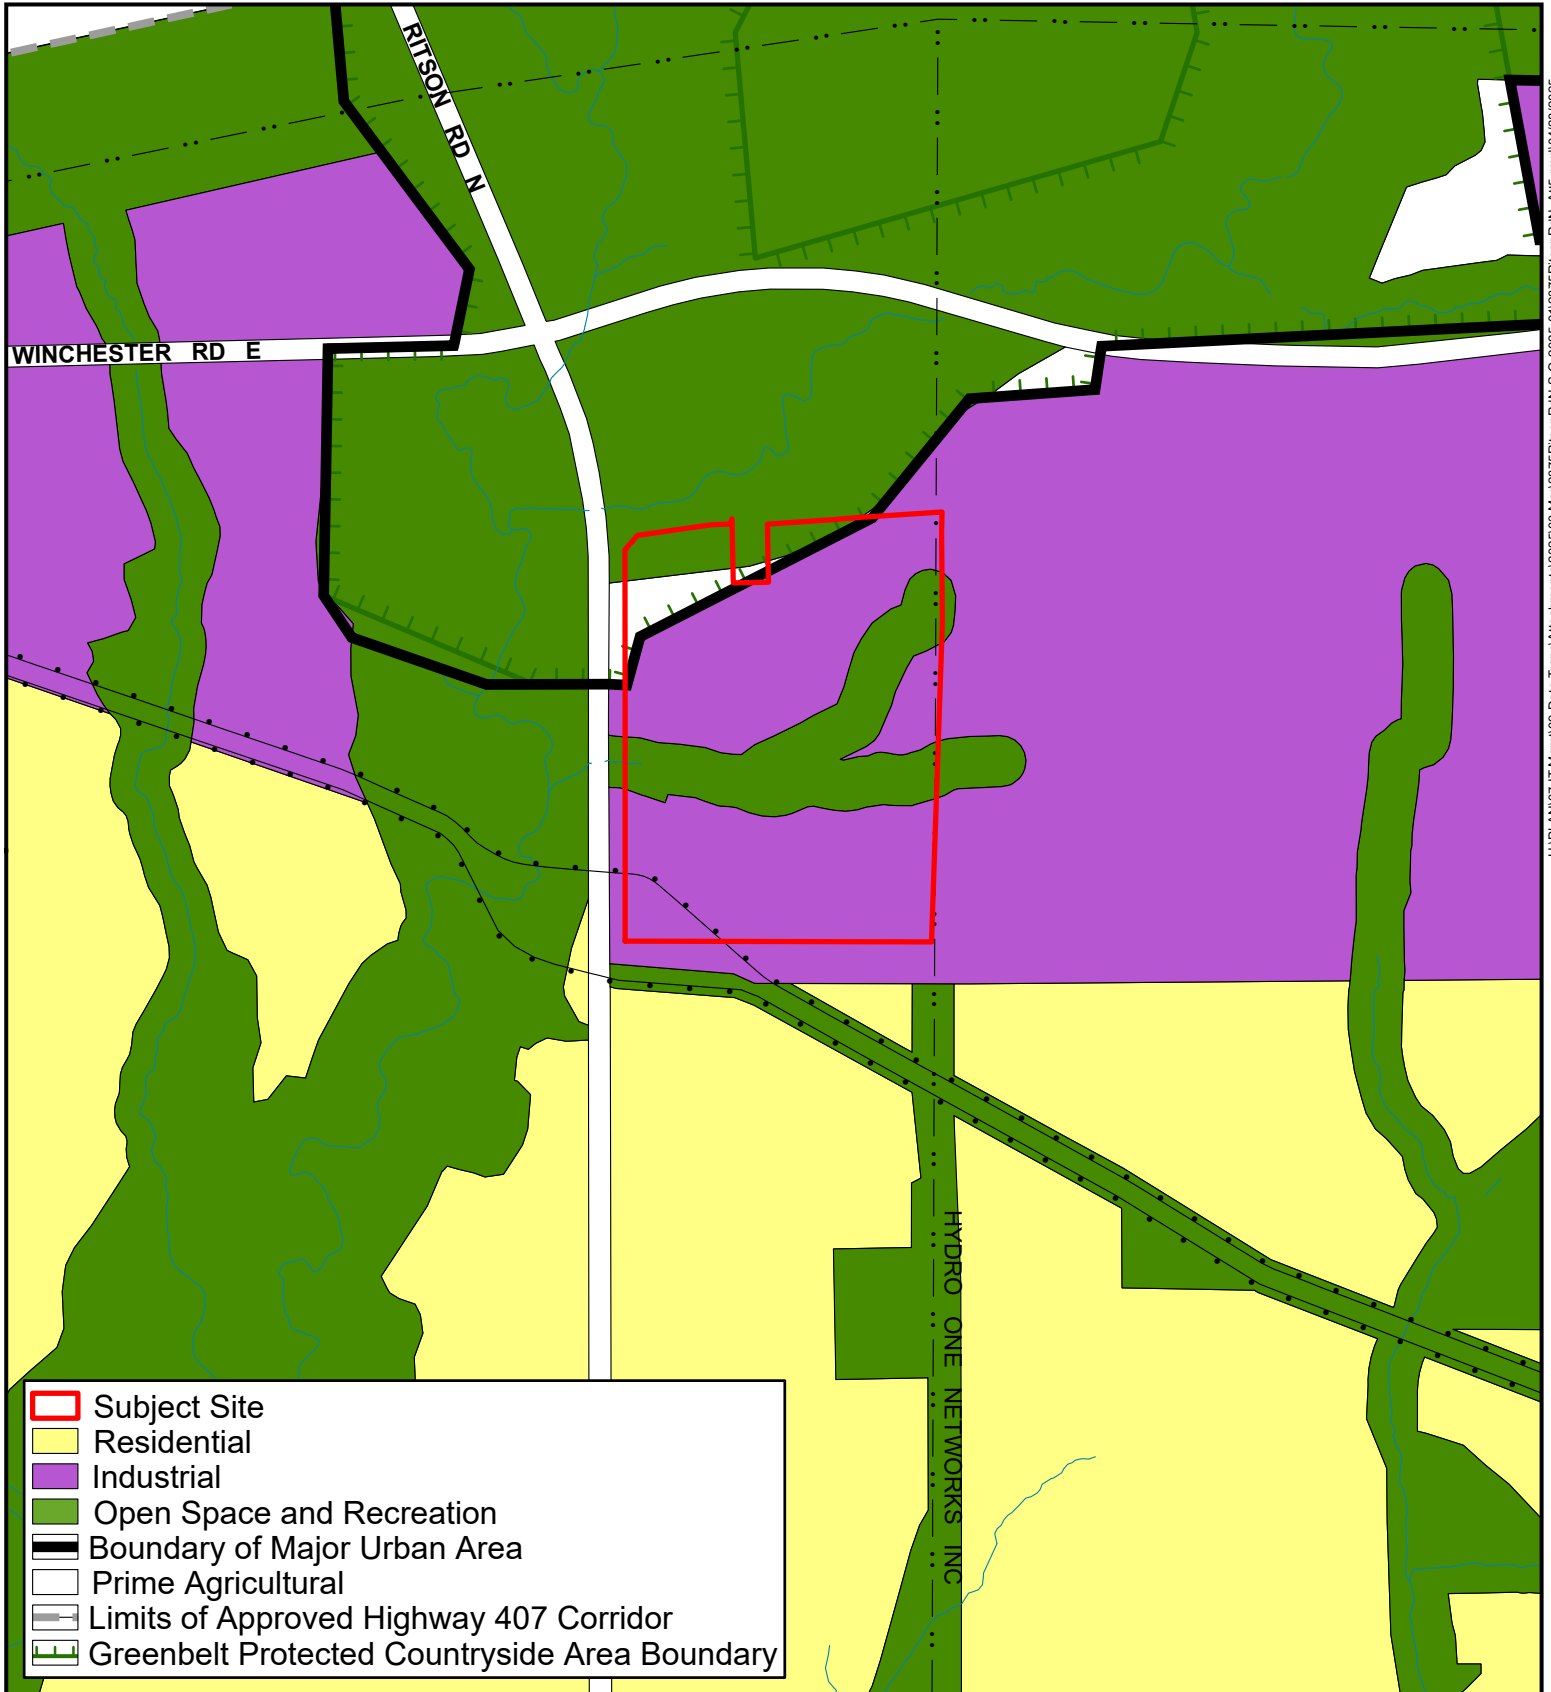 RITSON RD N
WINCHESTER RD E
HYDRO ONE NETWORKS INC
Subject Site
Residential
Industrial
Open Space and Recreation
Boundary of Major Urban Area
Prime Agricultural
Limits of Approved Highway 407 Corridor
Greenbelt Protected Countryside Area Boundary